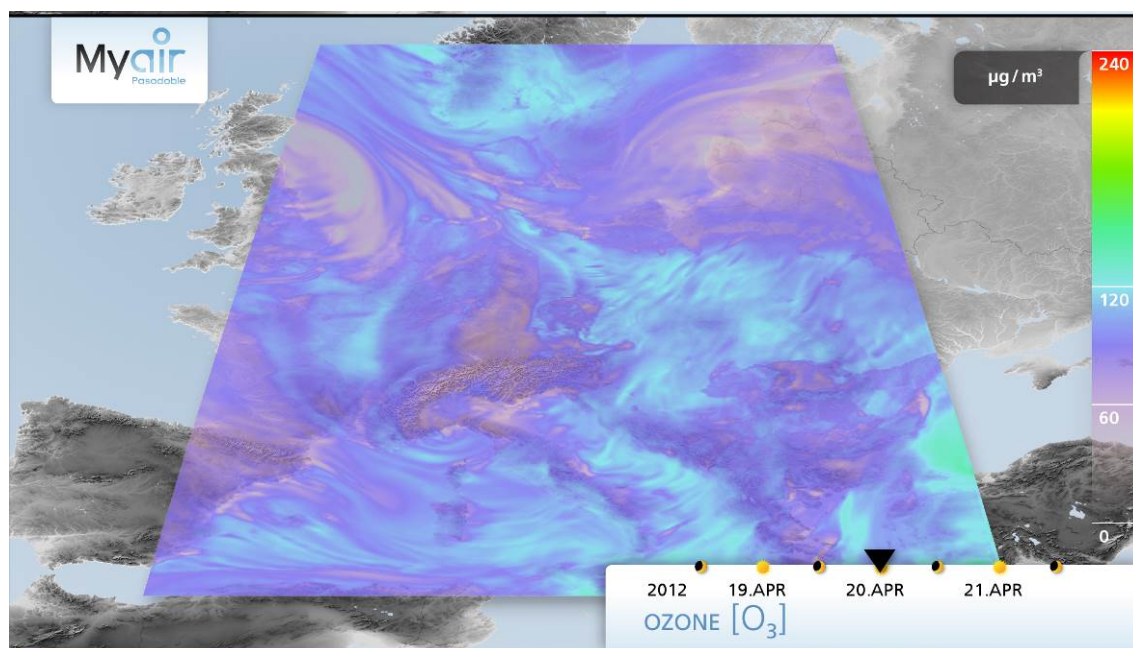 Myair
Pasodoble
µg/m³
240
120
60
0
2012 19.APR 20.APR 21.APR
OZONE [O₃]